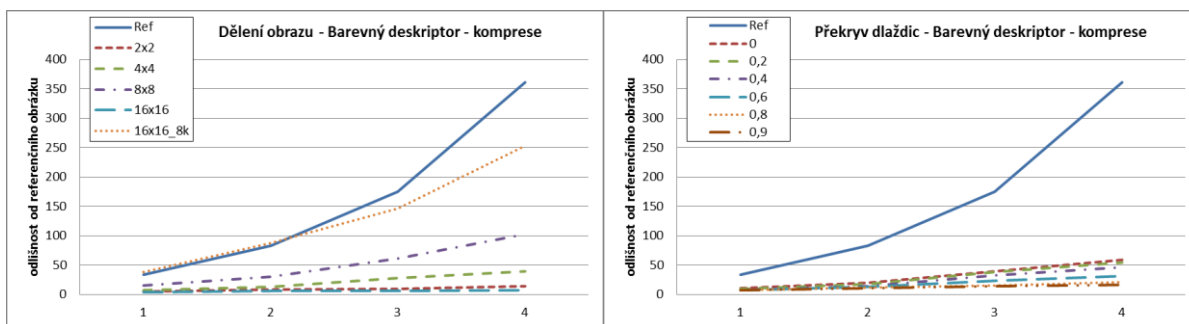 Dělení obrazu - Barevný deskriptor - komprese
Ref
2x2
4x4
8x8
16x16
16x16_8k
odlišnost od referenčního obrázku
400
350
300
250
200
150
100
50
0
1 2 3 4
Překryv dlaždic - Barevný deskriptor - komprese
Ref
0
0,2
0,4
0,6
0,8
0,9
odlišnost od referenčního obrázku
400
350
300
250
200
150
100
50
0
1 2 3 4